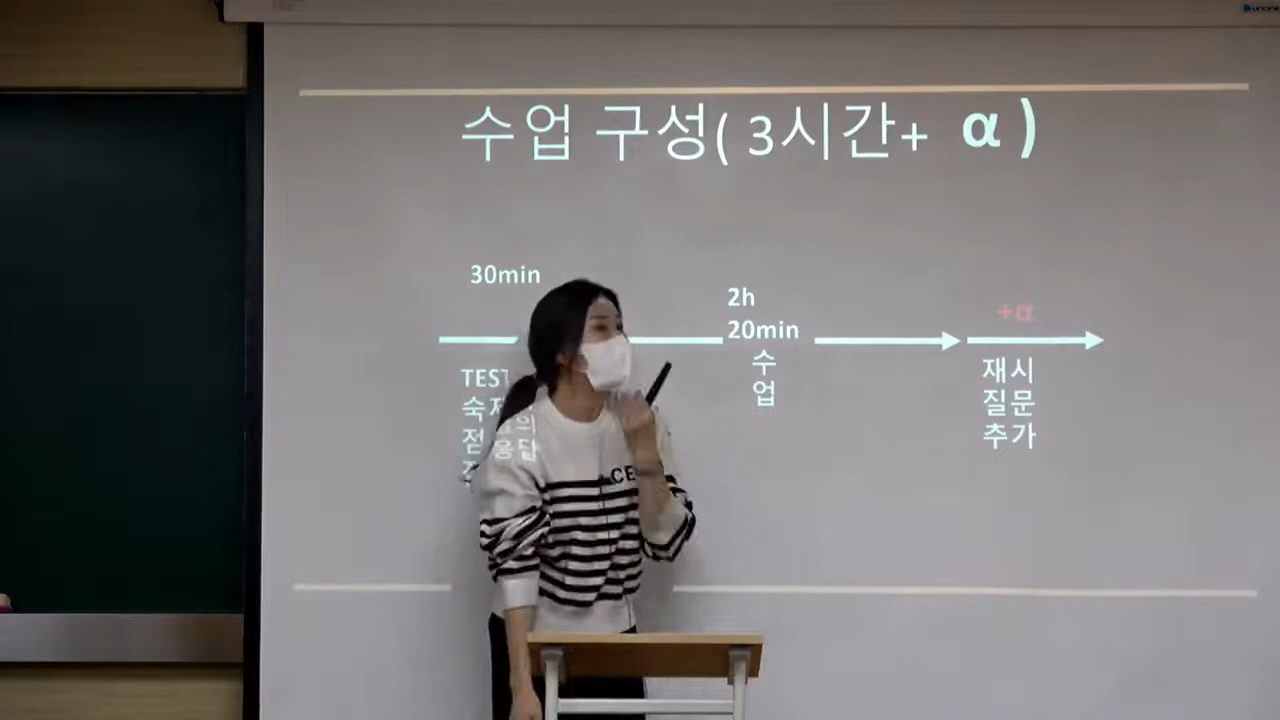 수업 구성( 3시간+ α )
30min
2h
20min
수
업
+α
TEST
숙제
점
의
응답
재시
질문
추가
CE